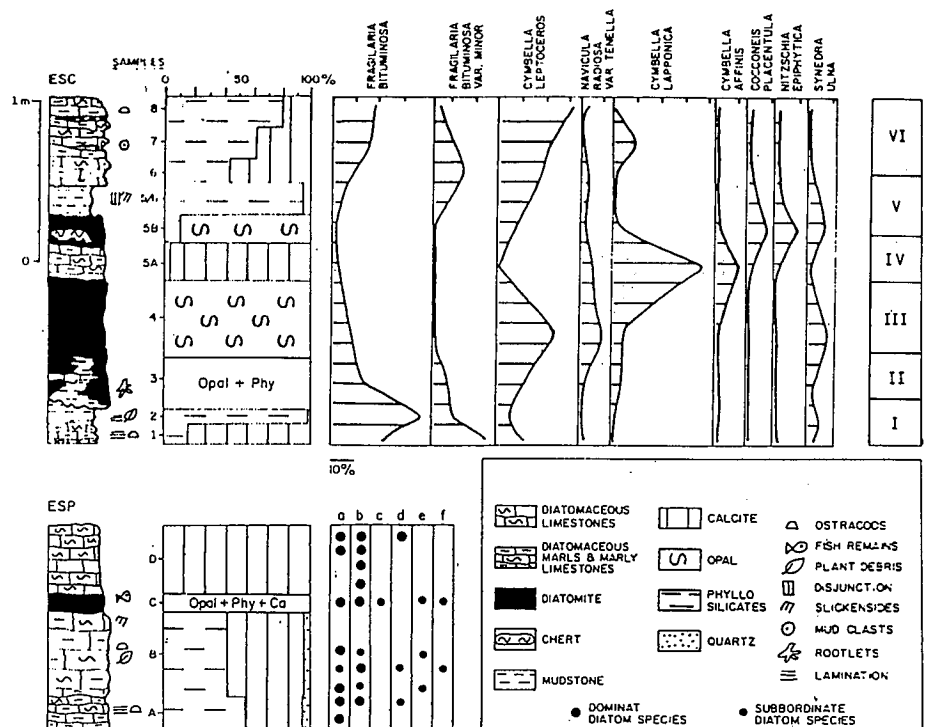 SAMPLES
ESC
0 50 100%
FRAGILARIA
BITUMINOSA
FRAGILARIA
BITUMINOSA
VAR. MINOR
CYMBELLA
LEPTOCEROS
NAVICULA
RADIOSA
VAR TENELLA
CYMBELLA
LAPPONICA
CYMBELLA
AFFINIS
COCCONEIS
PLACENTULA
NITZSCHIA
EPIPHYTICA
SYNEDRA
ULNA
1m
8
7
6
5B
0
5A
4
3
Opal + Phy
2
1
VI
V
IV
III
II
I
10%
ESP
a b c d e f
D
C
Opal + Phy + Ca
B
A
DIATOMACEOUS
LIMESTONES
DIATOMACEOUS
MARLS & MARLY
LIMESTONES
DIATOMITE
CHERT
MUDSTONE
CALCITE
OPAL
PHYLLO
SILICATES
QUARTZ
OSTRACOCS
FISH REMAINS
PLANT DEBRIS
DISJUNCTION
SLICKENSIDES
MUD CLASTS
ROOTLETS
LAMINATION
DOMINAT
DIATOM SPECIES
SUBORDINATE
DIATOM SPECIES